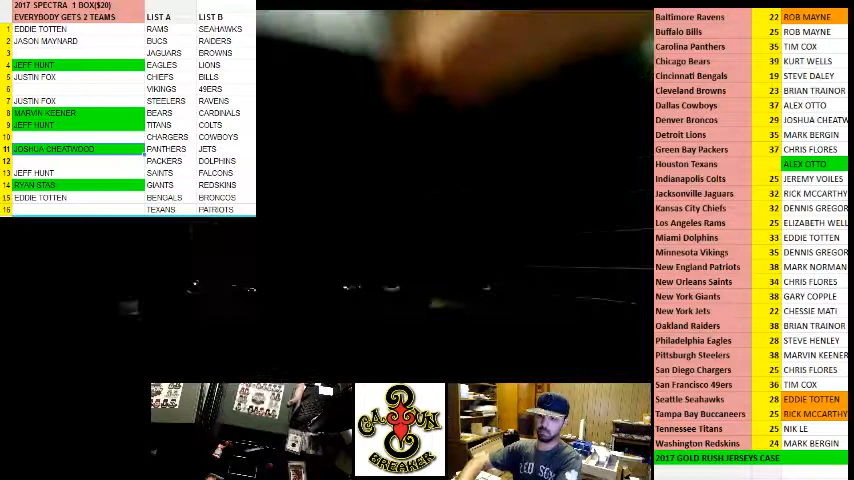 2017 SPECTRA 1 BOX($20)
EVERYBODY GETS 2 TEAMS LIST A LIST B
1 EDDIE TOTTEN RAMS SEAHAWKS
2 JASON MAYNARD BUCS RAIDERS
3 JAGUARS BROWNS
4 JEFF HUNT EAGLES LIONS
5 JUSTIN FOX CHIEFS BILLS
6 VIKINGS 49ERS
7 JUSTIN FOX STEELERS RAVENS
8 MARVIN KEENER BEARS CARDINALS
9 JEFF HUNT TITANS COLTS
10 CHARGERS COWBOYS
11 JOSHUA CHEATWOOD PANTHERS JETS
12 PACKERS DOLPHINS
13 JEFF HUNT SAINTS FALCONS
14 RYAN STAS GIANTS REDSKINS
15 EDDIE TOTTEN BENGALS BRONCOS
16 TEXANS PATRIOTS
Baltimore Ravens 22 ROB MAYNE
Buffalo Bills 25 ROB MAYNE
Carolina Panthers 35 TIM COX
Chicago Bears 39 KURT WELLS
Cincinnati Bengals 19 STEVE DALEY
Cleveland Browns 23 BRIAN TRAINOR
Dallas Cowboys 37 ALEX OTTO
Denver Broncos 29 JOSHUA CHEATW
Detroit Lions 35 MARK BERGIN
Green Bay Packers 37 CHRIS FLORES
Houston Texans ALEX OTTO
Indianapolis Colts 25 JEREMY VOILES
Jacksonville Jaguars 32 RICK MCCARTHY
Kansas City Chiefs 32 DENNIS GREGOR
Los Angeles Rams 25 ELIZABETH WELL
Miami Dolphins 33 EDDIE TOTTEN
Minnesota Vikings 35 DENNIS GREGOR
New England Patriots 38 MARK NORMAN
New Orleans Saints 34 CHRIS FLORES
New York Giants 38 GARY COPPLE
New York Jets 22 CHESSIE MATI
Oakland Raiders 38 BRIAN TRAINOR
Philadelphia Eagles 28 STEVE HENLEY
Pittsburgh Steelers 38 MARVIN KEENER
San Diego Chargers 25 CHRIS FLORES
San Francisco 49ers 36 TIM COX
Seattle Seahawks 28 EDDIE TOTTEN
Tampa Bay Buccaneers 25 RICK MCCARTHY
Tennessee Titans 25 NIK LE
Washington Redskins 24 MARK BERGIN
2017 GOLD RUSH JERSEYS CASE
CAJUN
BREAKER
RED SOX